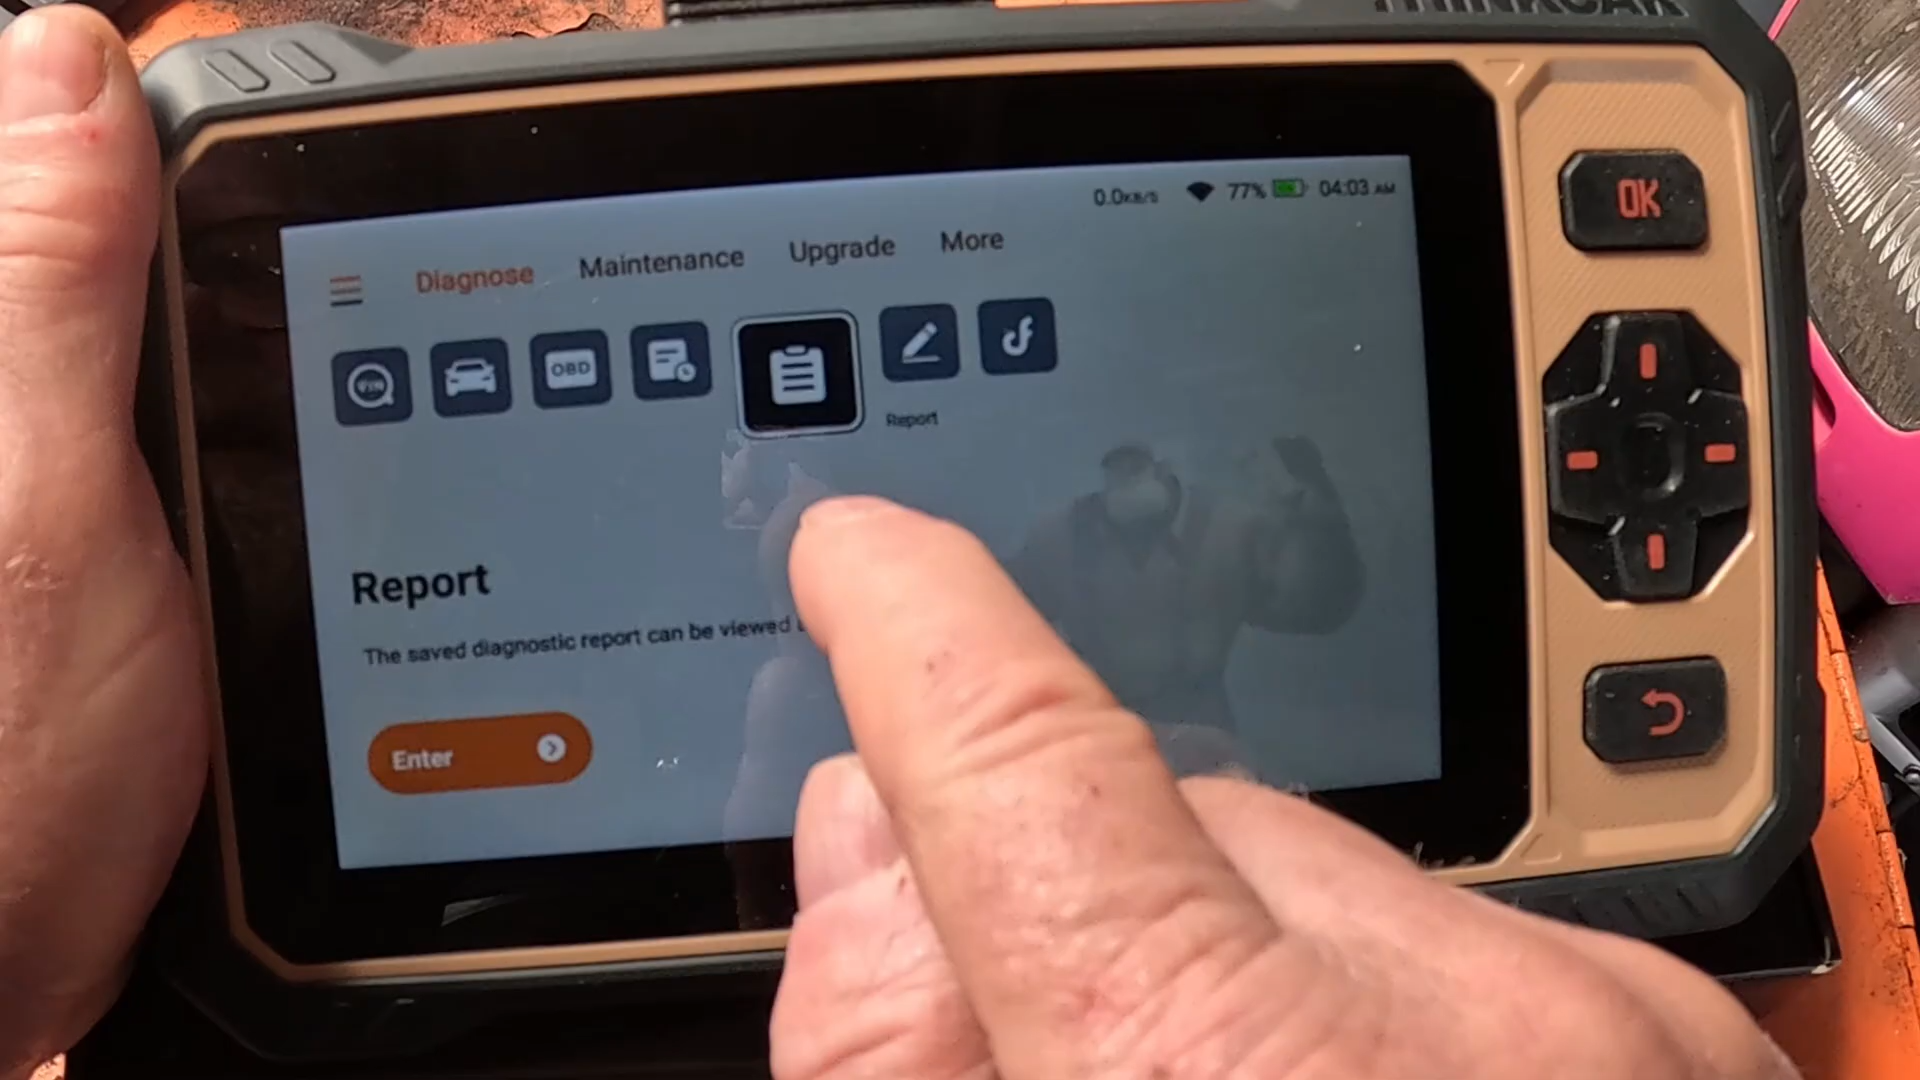 THINKCAR
0.0KB/S 77% 04:03 AM
Diagnose Maintenance Upgrade More
VIN
OBD
Report
Report
The saved diagnostic report can be viewed
Enter
OK